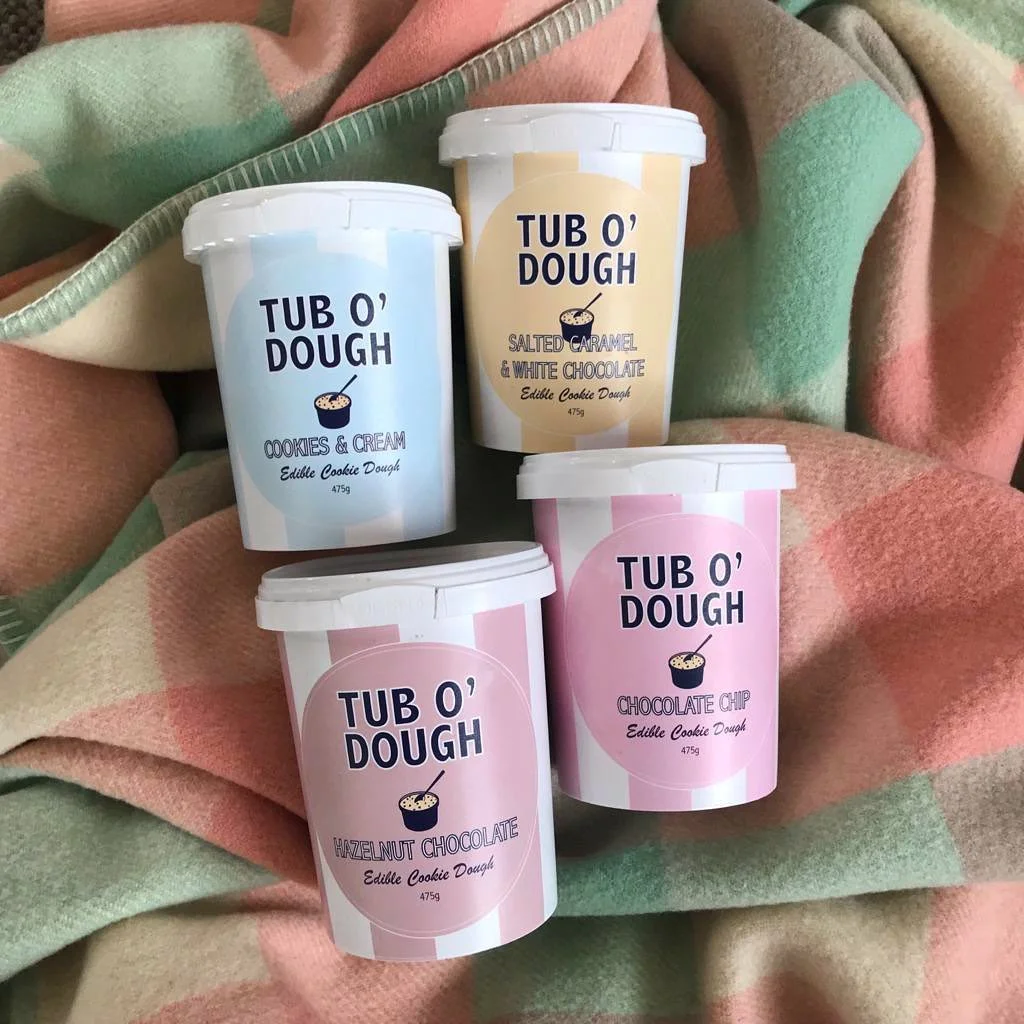 TUB O'
DOUGH
SALTED CARAMEL
& WHITE CHOCOLATE
Edible Cookie Dough
475g
TUB O'
DOUGH
COOKIES & CREAM
Edible Cookie Dough
475g
TUB O'
DOUGH
CHOCOLATE CHIP
Edible Cookie Dough
475g
TUB O'
DOUGH
HAZELNUT CHOCOLATE
Edible Cookie Dough
475g